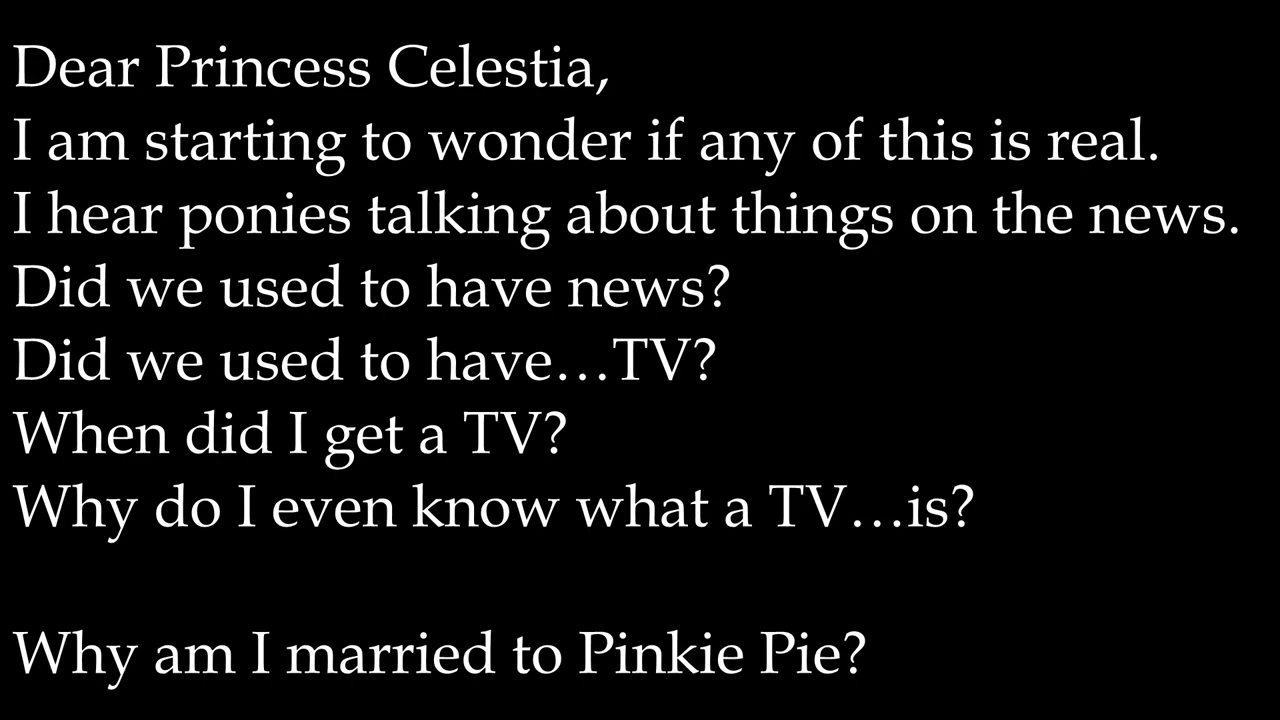 Dear Princess Celestia,
I am starting to wonder if any of this is real.
I hear ponies talking about things on the news.
Did we used to have news?
Did we used to have…TV?
When did I get a TV?
Why do I even know what a TV…is?
Why am I married to Pinkie Pie?